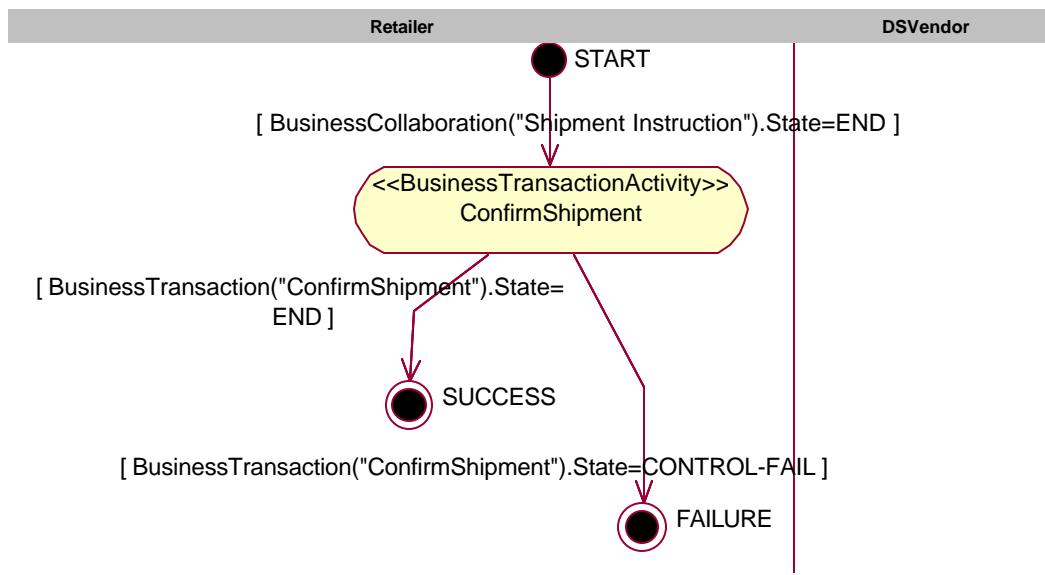 Retailer
DSVendor
START
[ BusinessCollaboration("Shipment Instruction").State=END ]
<<BusinessTransactionActivity>>
ConfirmShipment
[ BusinessTransaction("ConfirmShipment").State=
END ]
SUCCESS
[ BusinessTransaction("ConfirmShipment").State=CONTROL-FAIL ]
FAILURE